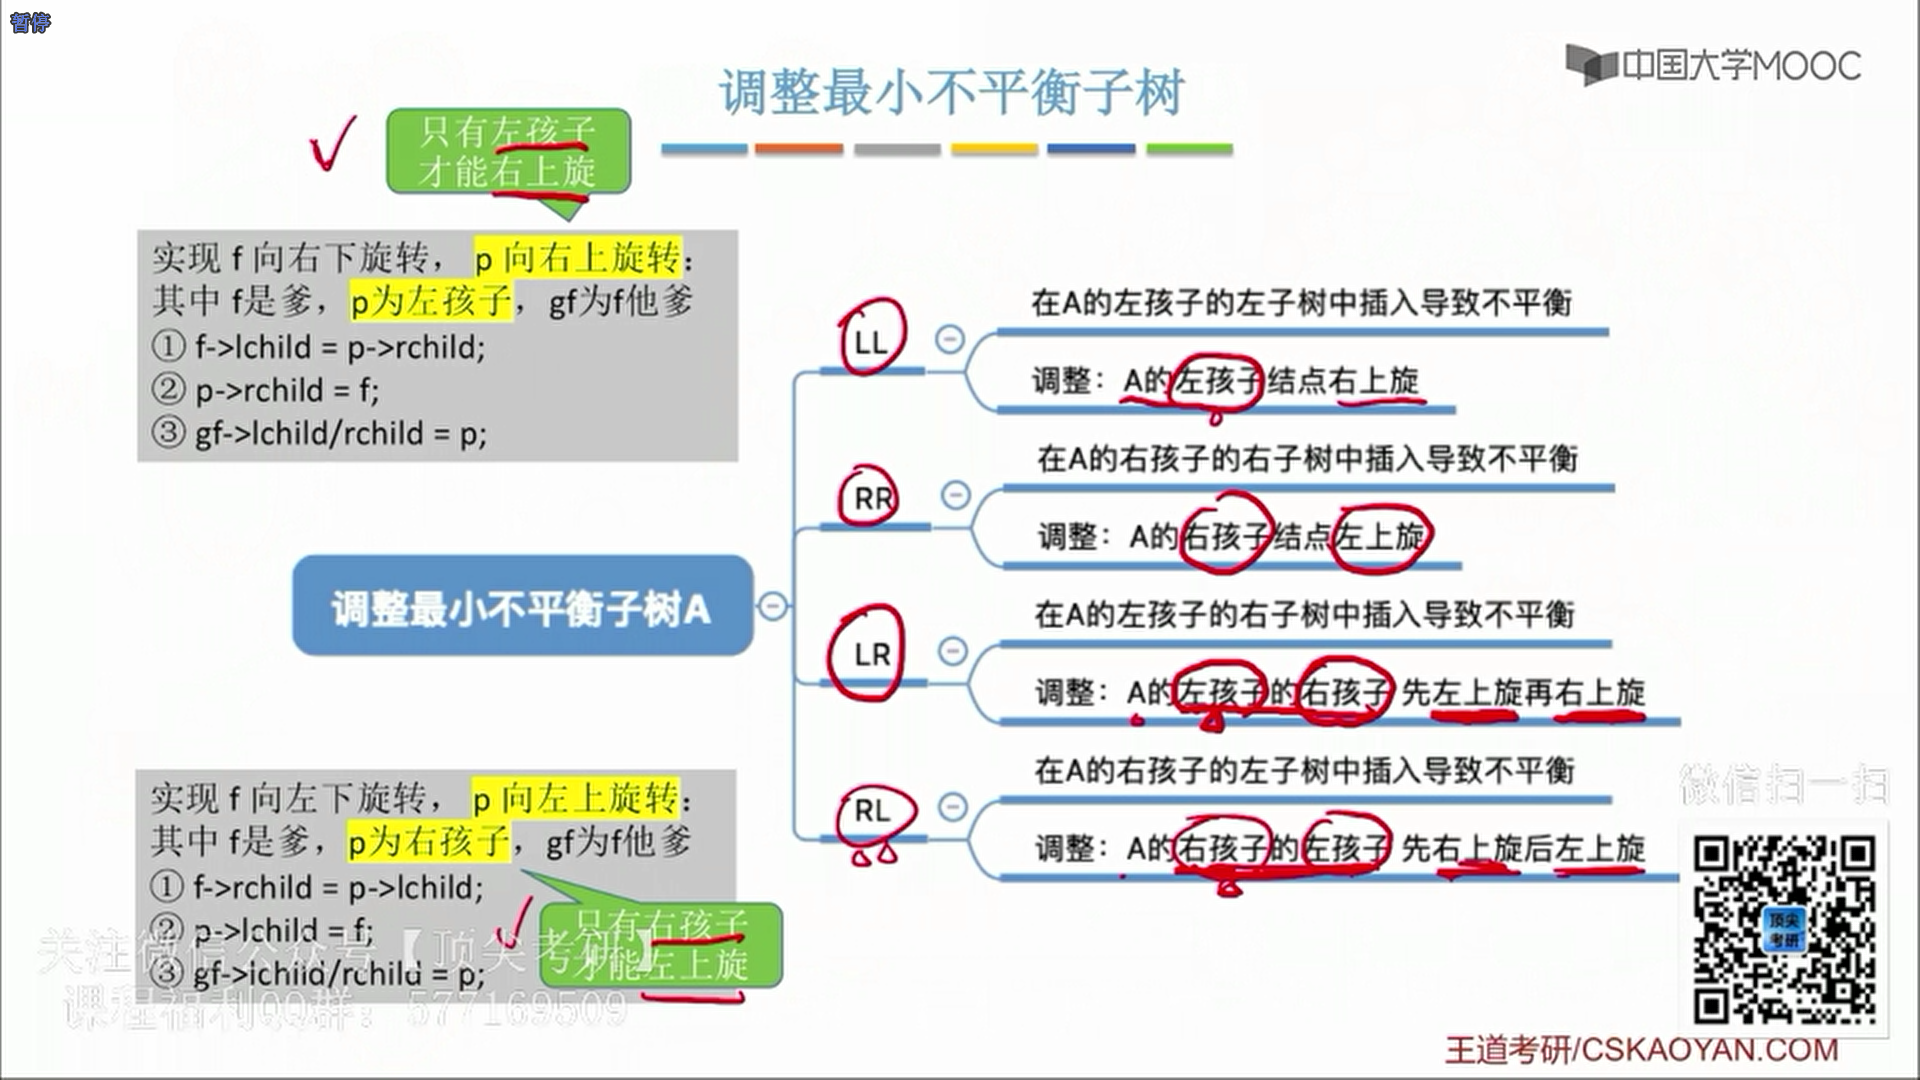 暂停
中国大学MOOC
调整最小不平衡子树
只有左孩子
才能右上旋
实现 f 向右下旋转， p 向右上旋转：
其中 f是爹，p为左孩子，gf为f他爹
① f->lchild = p->rchild;
② p->rchild = f;
③ gf->lchild/rchild = p;
调整最小不平衡子树A
LL
在A的左孩子的左子树中插入导致不平衡
调整：A的左孩子结点右上旋
RR
在A的右孩子的右子树中插入导致不平衡
调整：A的右孩子结点左上旋
LR
在A的左孩子的右子树中插入导致不平衡
调整：A的左孩子的右孩子 先左上旋再右上旋
RL
在A的右孩子的左子树中插入导致不平衡
调整：A的右孩子的左孩子 先右上旋后左上旋
实现 f 向左下旋转， p 向左上旋转：
其中 f是爹，p为右孩子，gf为f他爹
① f->rchild = p->lchild;
② p->lchild = f;
③ gf->lchild/rchild = p;
只有右孩子
才能左上旋
关注微信公众号【顶尖考研】
课程福利QQ群：577169509
微信扫一扫
顶尖
考研
王道考研/CSKAOYAN.COM